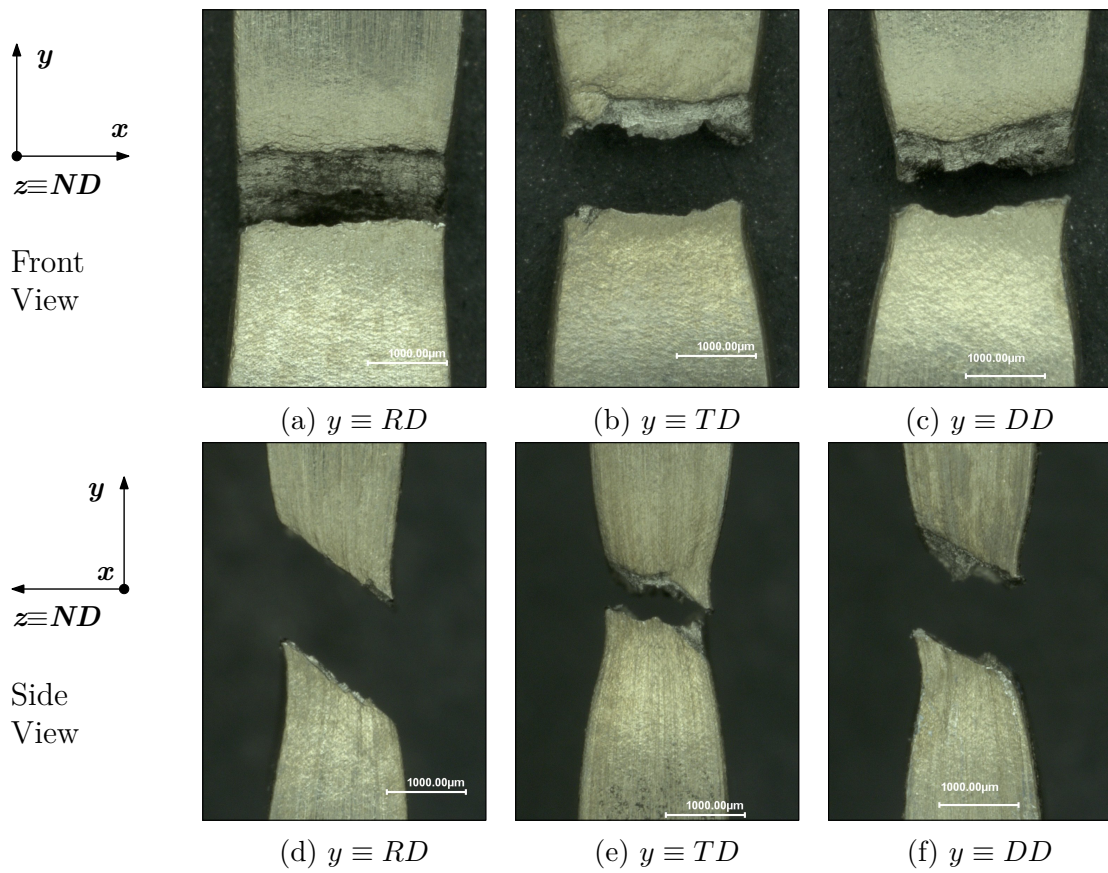 y
x
z≡ND
Front
View
1000.00µm
1000.00µm
1000.00µm
(a) y ≡ RD
(b) y ≡ TD
(c) y ≡ DD
y
x
z≡ND
Side
View
1000.00µm
1000.00µm
1000.00µm
(d) y ≡ RD
(e) y ≡ TD
(f) y ≡ DD